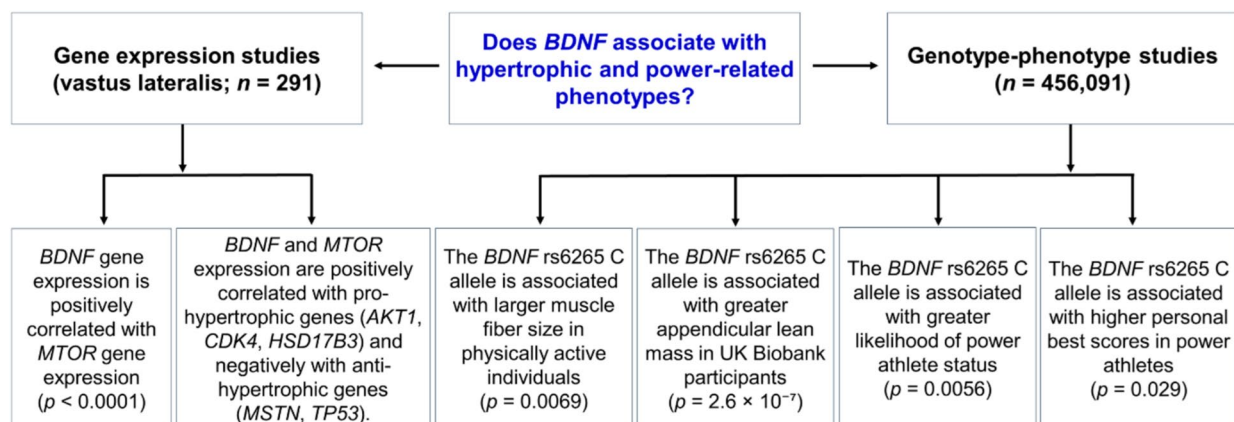 Gene expression studies
(vastus lateralis; n = 291)
Does BDNF associate with
hypertrophic and power-related
phenotypes?
Genotype-phenotype studies
(n = 456,091)
BDNF gene
expression is
positively
correlated with
MTOR gene
expression
(p < 0.0001)
BDNF and MTOR
expression are positively
correlated with pro-
hypertrophic genes (AKT1,
CDK4, HSD17B3) and
negatively with anti-
hypertrophic genes
(MSTN, TP53).
The BDNF rs6265 C
allele is associated
with larger muscle
fiber size in
physically active
individuals
(p = 0.0069)
The BDNF rs6265 C
allele is associated
with greater
appendicular lean
mass in UK Biobank
participants
(p = 2.6 × 10⁻⁷)
The BDNF rs6265 C
allele is associated
with greater
likelihood of power
athlete status
(p = 0.0056)
The BDNF rs6265 C
allele is associated
with higher personal
best scores in power
athletes
(p = 0.029)